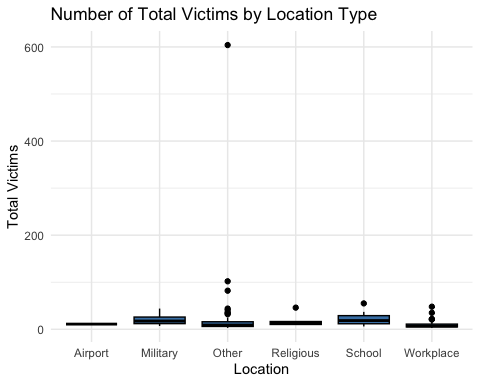 Number of Total Victims by Location Type
600
400
200
0
Total Victims
Airport Military Other Religious School Workplace
Location